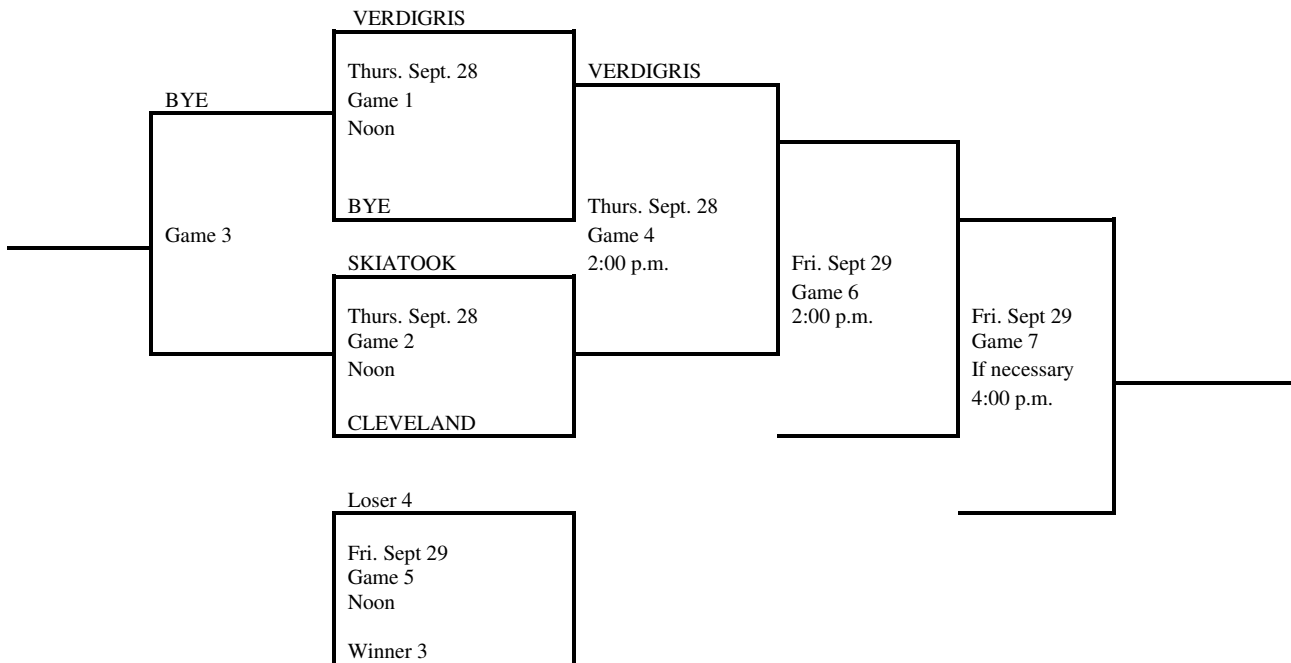 VERDIGRIS
Thurs. Sept. 28
Game 1
Noon
BYE
VERDIGRIS
BYE
Game 3
Thurs. Sept. 28
Game 4
2:00 p.m.
SKIATOOK
Thurs. Sept. 28
Game 2
Noon
CLEVELAND
Fri. Sept 29
Game 6
2:00 p.m.
Fri. Sept 29
Game 7
If necessary
4:00 p.m.
Loser 4
Fri. Sept 29
Game 5
Noon
Winner 3